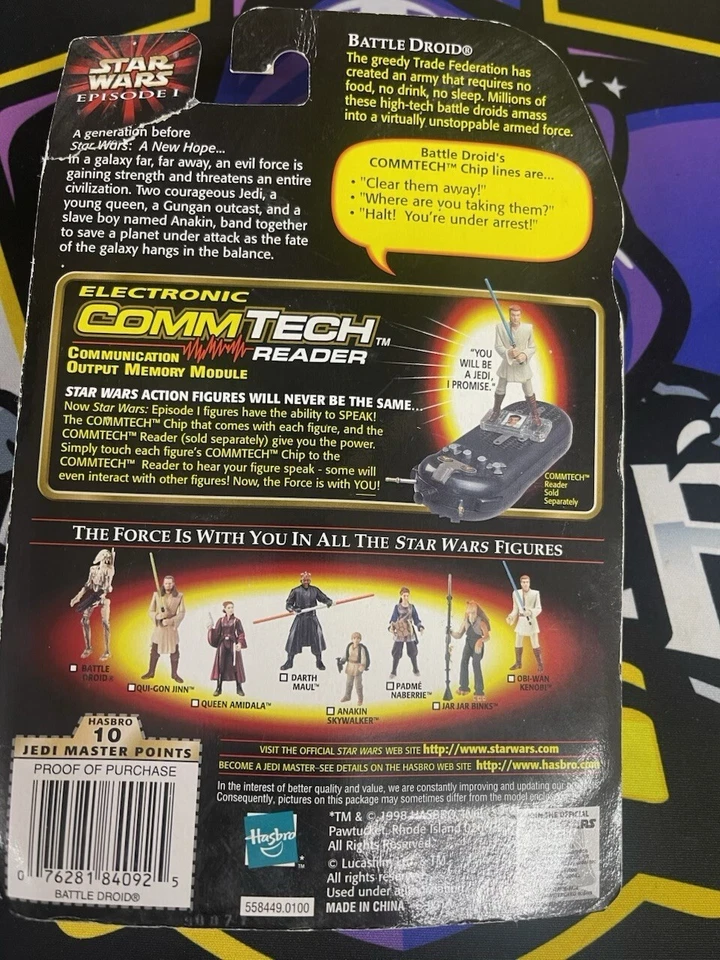 STAR
WARS
EPISODE I
A generation before
Star Wars: A New Hope...
In a galaxy far, far away, an evil force is
gaining strength and threatens an entire
civilization. Two courageous Jedi, a
young queen, a Gungan outcast, and a
slave boy named Anakin, band together
to save a planet under attack as the fate
of the galaxy hangs in the balance.
BATTLE DROID®
The greedy Trade Federation has
created an army that requires no
food, no drink, no sleep. Millions of
these high-tech battle droids amass
into a virtually unstoppable armed force.
Battle Droid's
COMMTECH™ Chip lines are...
• "Clear them away!"
• "Where are you taking them?"
• "Halt! You're under arrest!"
ELECTRONIC
COMMTECH™
COMMUNICATION READER
OUTPUT MEMORY MODULE
STAR WARS ACTION FIGURES WILL NEVER BE THE SAME...
Now Star Wars: Episode I figures have the ability to SPEAK!
The COMMTECH™ Chip that comes with each figure, and the
COMMTECH™ Reader (sold separately) give you the power.
Simply touch each figure's COMMTECH™ Chip to the
COMMTECH™ Reader to hear your figure speak - some will
even interact with other figures! Now, the Force is with YOU!
"YOU
WILL BE
A JEDI,
I PROMISE."
COMMTECH™
Reader
Sold
Separately
THE FORCE IS WITH YOU IN ALL THE STAR WARS FIGURES
BATTLE
DROID®
QUI-GON JINN™
QUEEN AMIDALA™
DARTH
MAUL™
ANAKIN
SKYWALKER™
PADMÉ
NABERRIE™
JAR JAR BINKS™
OBI-WAN
KENOBI™
HASBRO
10
JEDI MASTER POINTS
PROOF OF PURCHASE
0 76281 84092 5
BATTLE DROID®
VISIT THE OFFICIAL STAR WARS WEB SITE http://www.starwars.com
BECOME A JEDI MASTER–SEE DETAILS ON THE HASBRO WEB SITE http://www.hasbro.com
In the interest of better quality and value, we are constantly improving and updating our
Consequently, pictures on this package may sometimes differ from the model
Hasbro
*™
*TM & © 1998 HASBRO,
Pawtucket, Rhode Island
All Rights Reserved.
© Lucasfilm Ltd. & TM
All rights reserved
Used under
MADE IN CHINA
558449.0100
JOIN THE OFFICIAL